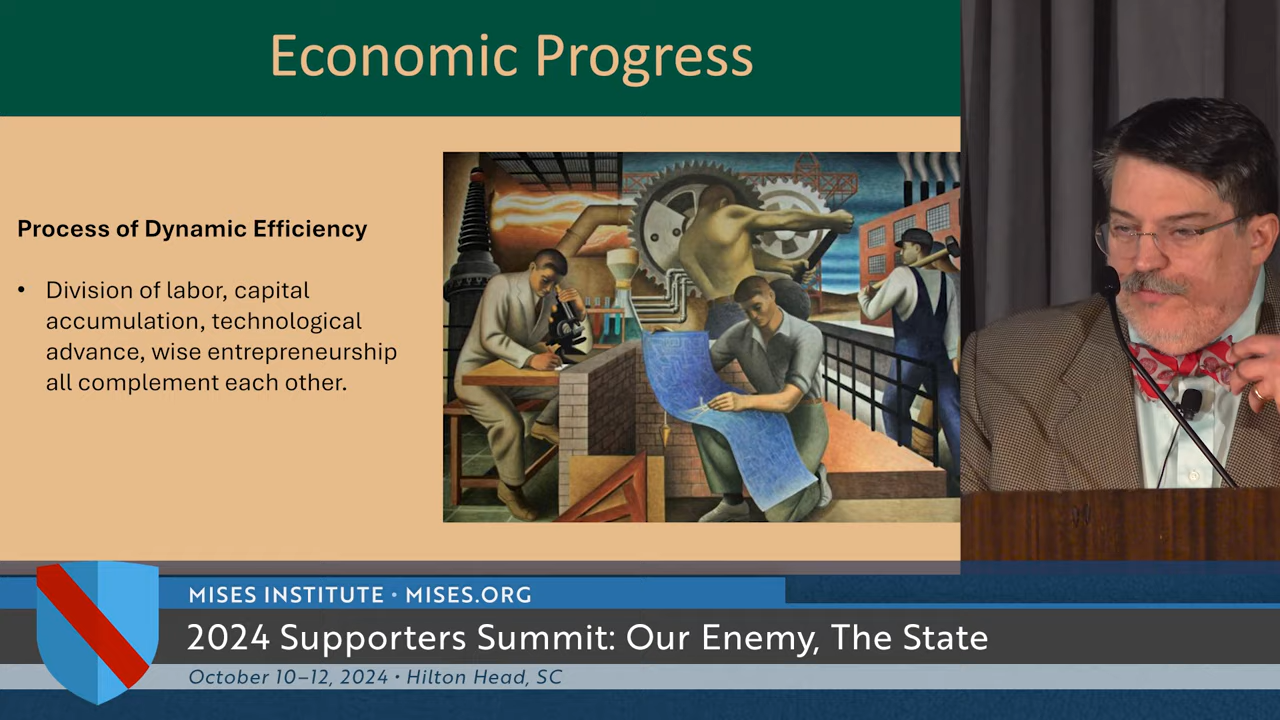 Economic Progress
Process of Dynamic Efficiency
• Division of labor, capital
accumulation, technological
advance, wise entrepreneurship
all complement each other.
MISES INSTITUTE • MISES.ORG
2024 Supporters Summit: Our Enemy, The State
October 10–12, 2024 • Hilton Head, SC